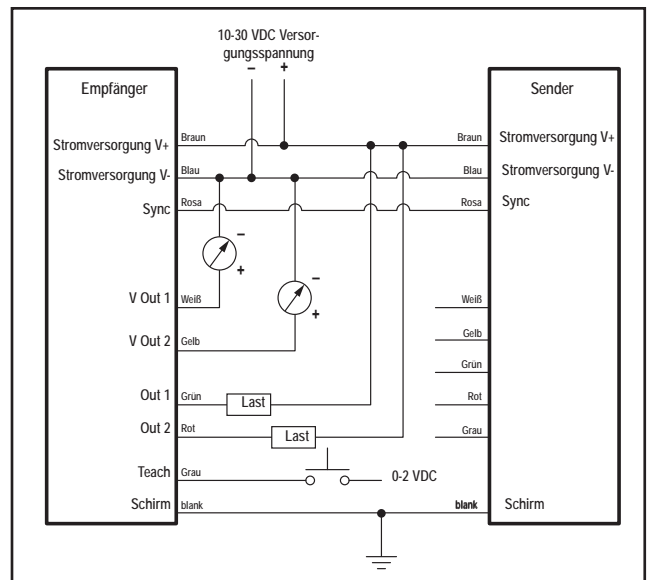 10-30 VDC Versor-
gungsspannung
− +
Empfänger
Sender
Stromversorgung V+ Braun
Braun Stromversorgung V+
Stromversorgung V- Blau
Blau Stromversorgung V-
Sync Rosa
Rosa Sync
−
+
−
+
V Out 1 Weiß
Weiß
V Out 2 Gelb
Gelb
Grün
Out 1 Grün
Last
Rot
Out 2 Rot
Last
Grau
Teach Grau
0-2 VDC
Schirm blank
blank Schirm